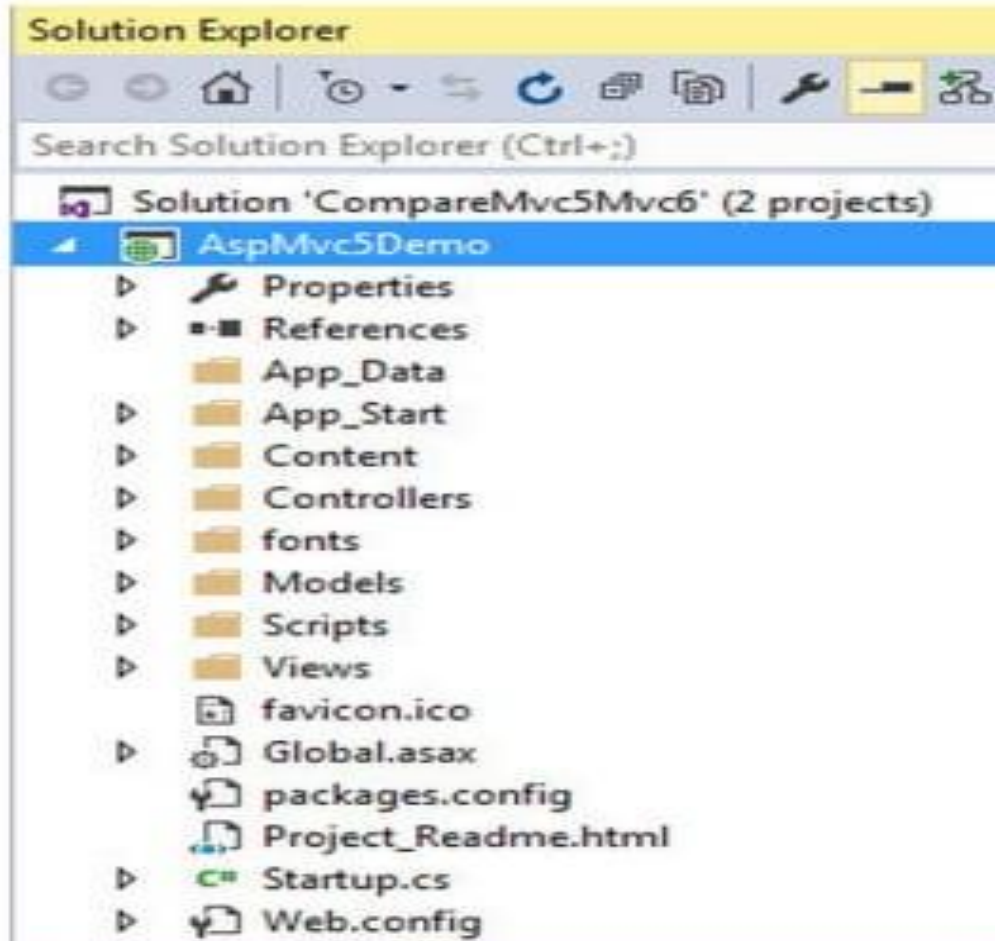 Solution Explorer
Search Solution Explorer (Ctrl+;)
Solution 'CompareMvc5Mvc6' (2 projects)
AspMvc5Demo
Properties
References
App_Data
App_Start
Content
Controllers
fonts
Models
Scripts
Views
favicon.ico
Global.asax
packages.config
Project_Readme.html
C# Startup.cs
Web.config